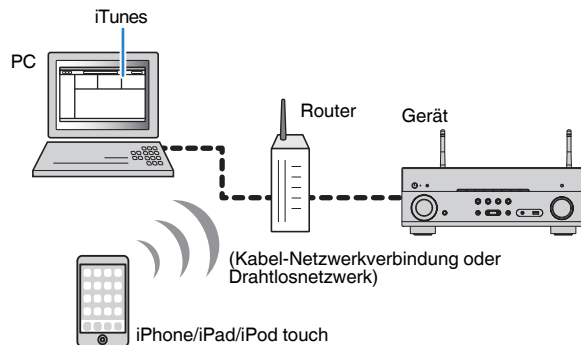 iTunes
PC
Router
Gerät
(Kabel-Netzwerkverbindung oder
Drahtlosnetzwerk)
iPhone/iPad/iPod touch